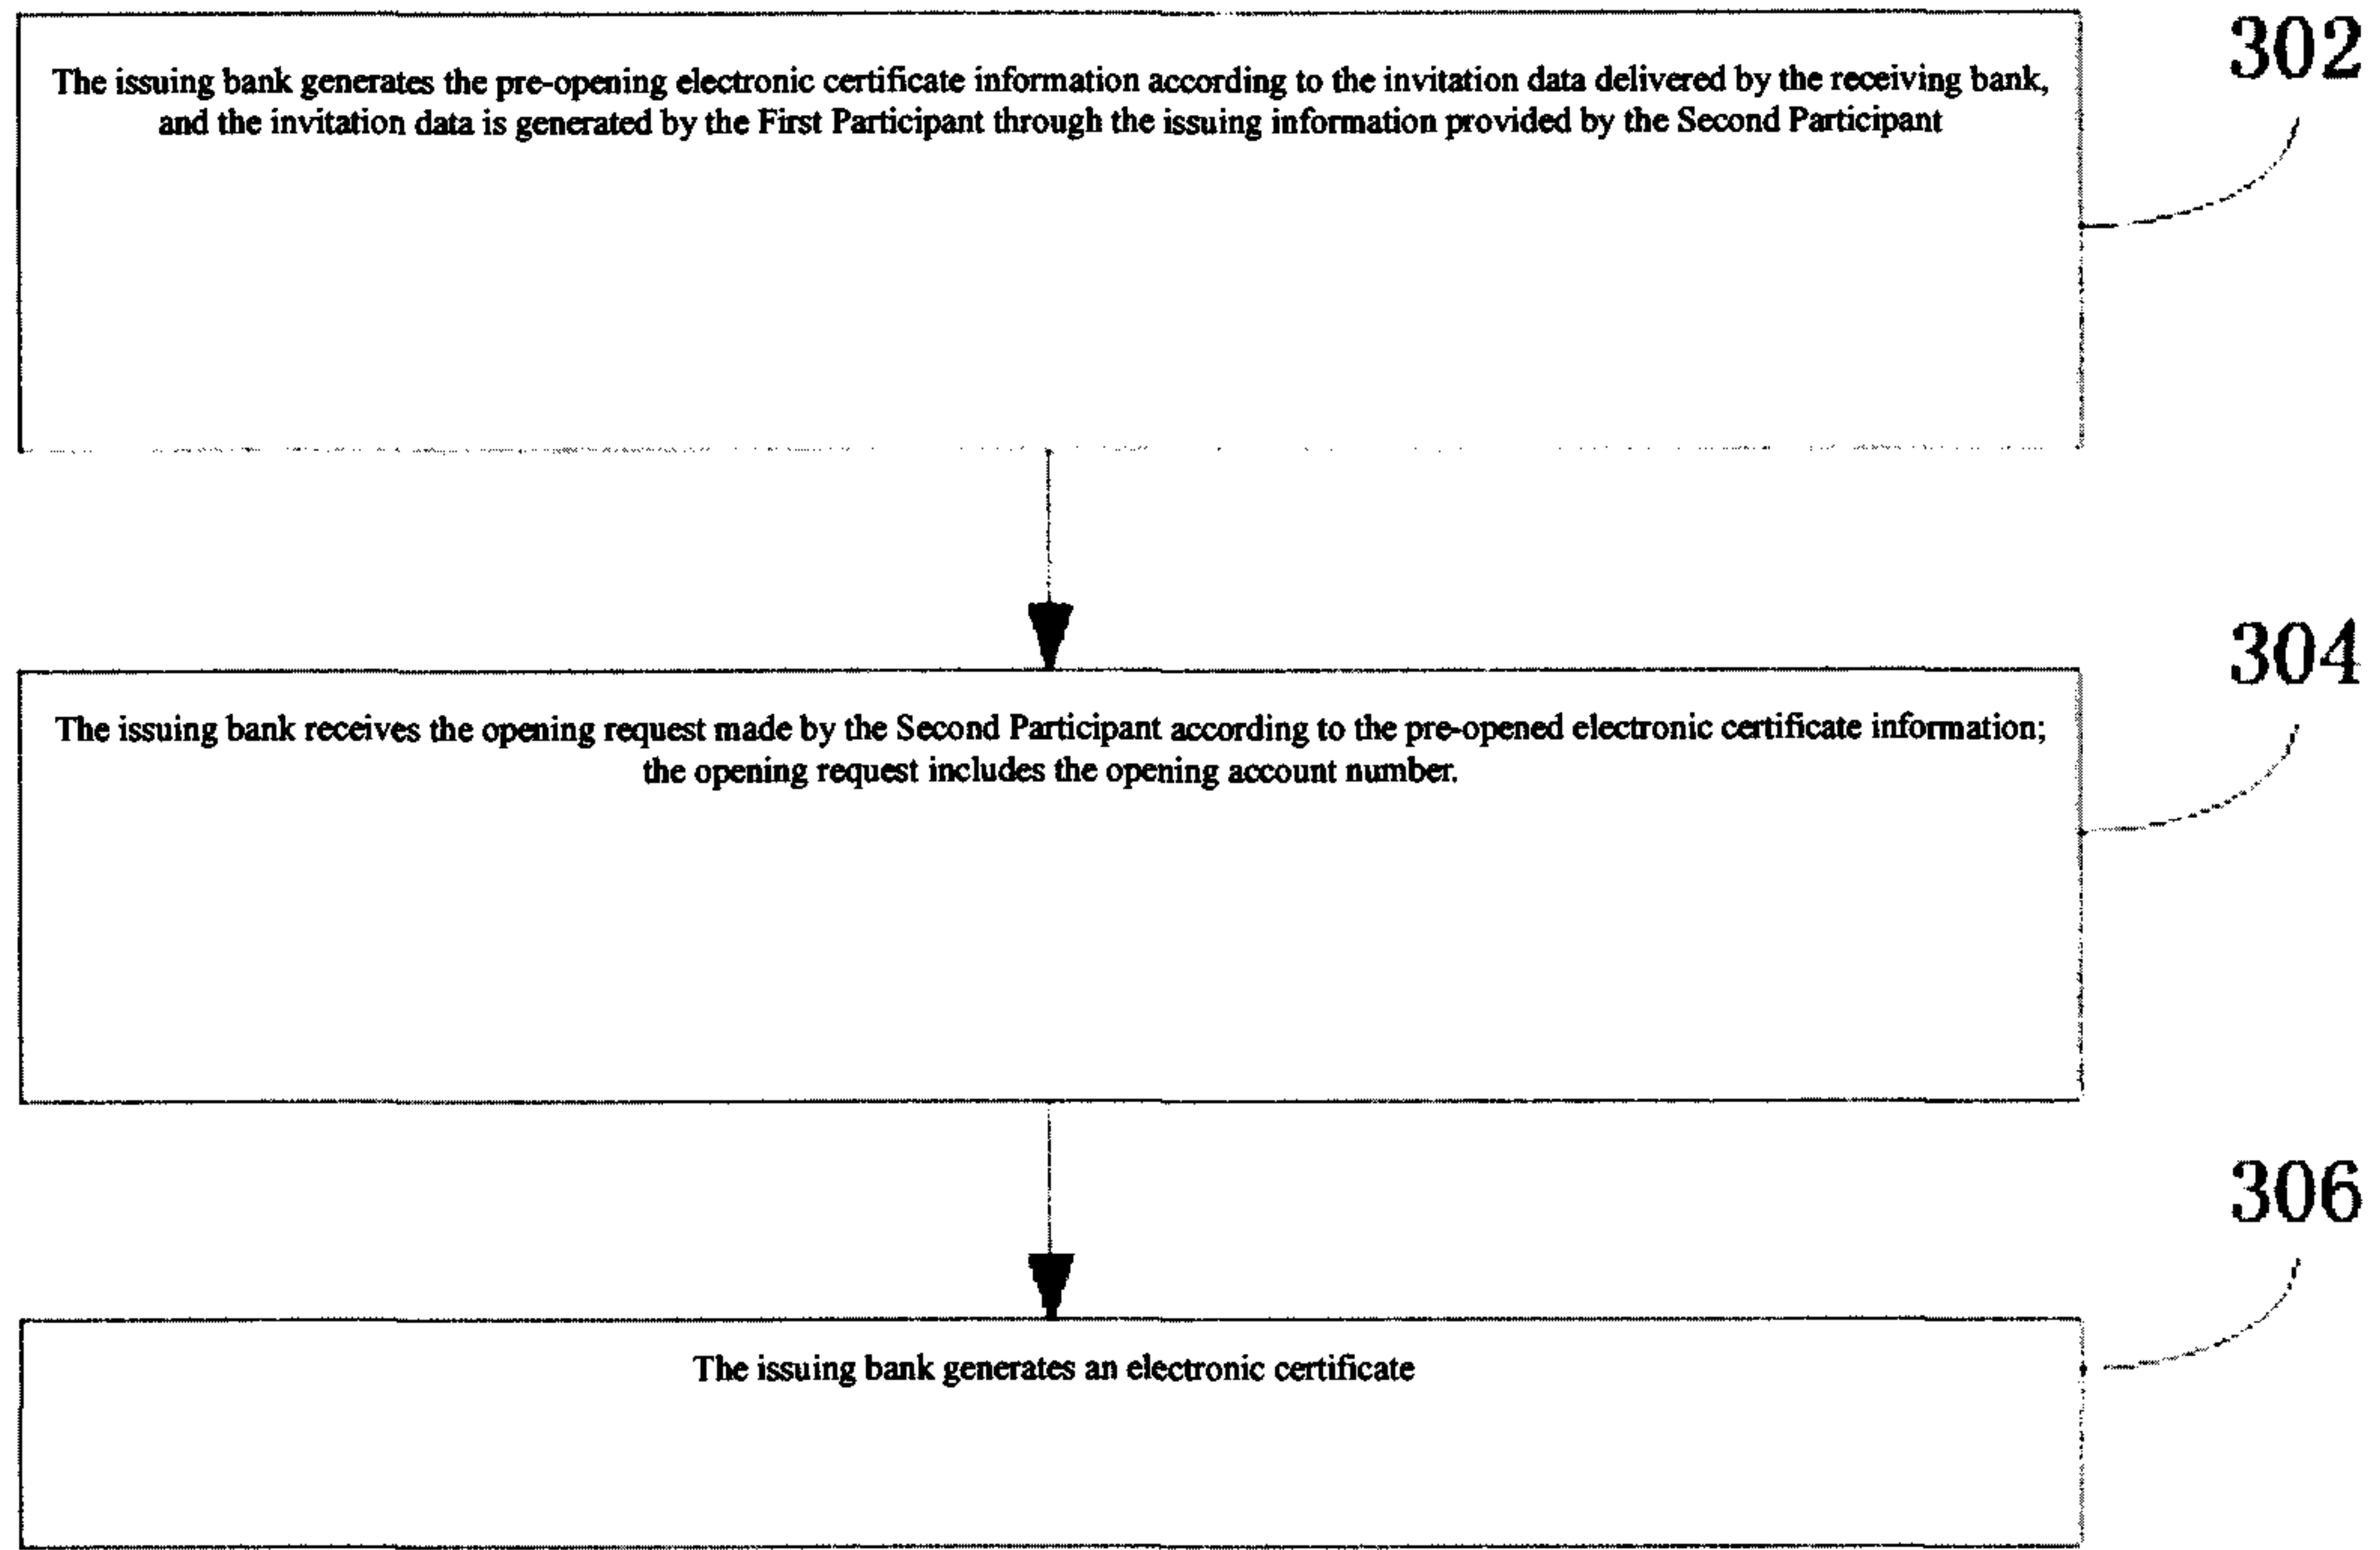 302
The issuing bank generates the pre-opening electronic certificate information according to the invitation data delivered by the receiving bank,
and the invitation data is generated by the First Participant through the issuing information provided by the Second Participant
304
The issuing bank receives the opening request made by the Second Participant according to the pre-opened electronic certificate information;
the opening request includes the opening account number.
306
The issuing bank generates an electronic certificate